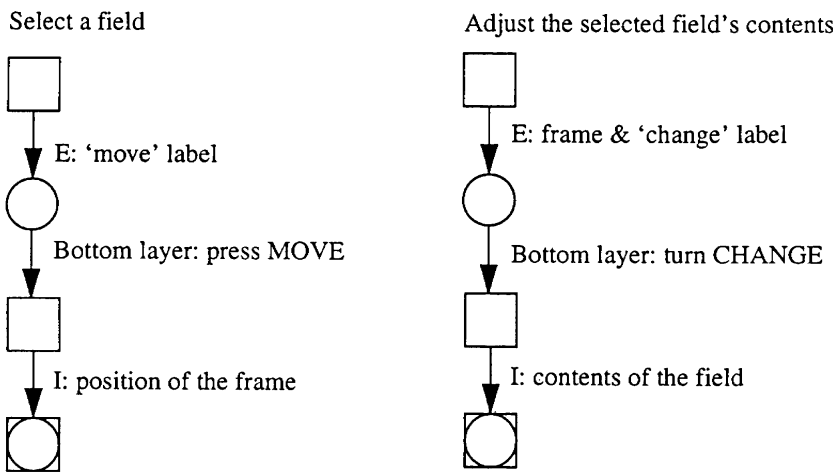 Select a field
E: ‘move’ label
Bottom layer: press MOVE
I: position of the frame
Adjust the selected field’s contents
E: frame & ‘change’ label
Bottom layer: turn CHANGE
I: contents of the field